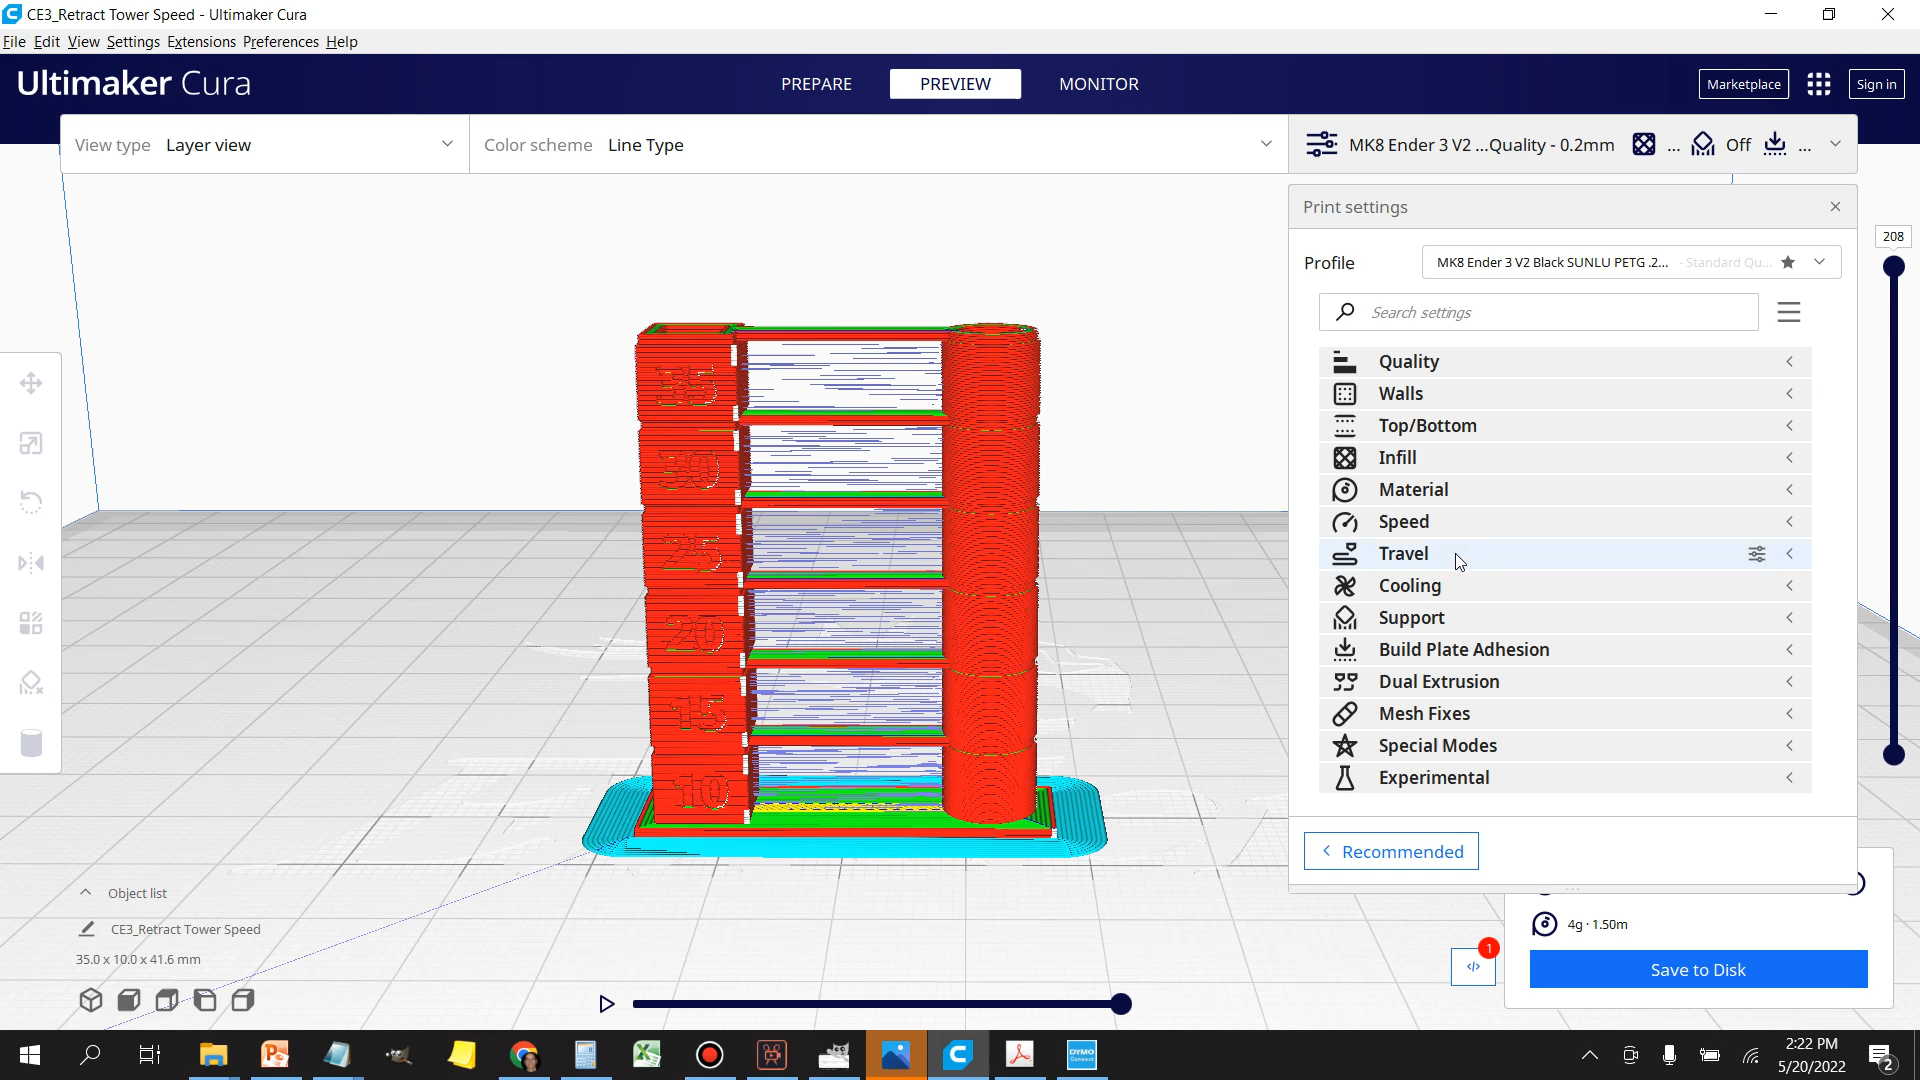 CE3_Retract Tower Speed - Ultimaker Cura
File Edit View Settings Extensions Preferences Help
Ultimaker Cura
PREPARE
PREVIEW
MONITOR
Marketplace
Sign in
View type Layer view
Color scheme Line Type
MK8 Ender 3 V2 ...Quality - 0.2mm ... Off ...
Print settings
208
Profile
MK8 Ender 3 V2 Black SUNLU PETG .2... - Standard Qu...
Search settings
Quality
Walls
Top/Bottom
Infill
Material
Speed
Travel
Cooling
Support
Build Plate Adhesion
Dual Extrusion
Mesh Fixes
Special Modes
Experimental
Recommended
35
30
25
20
15
10
Object list
CE3_Retract Tower Speed
35.0 x 10.0 x 41.6 mm
1
4g · 1.50m
Save to Disk
DYMO
Connect
2:22 PM
5/20/2022
2